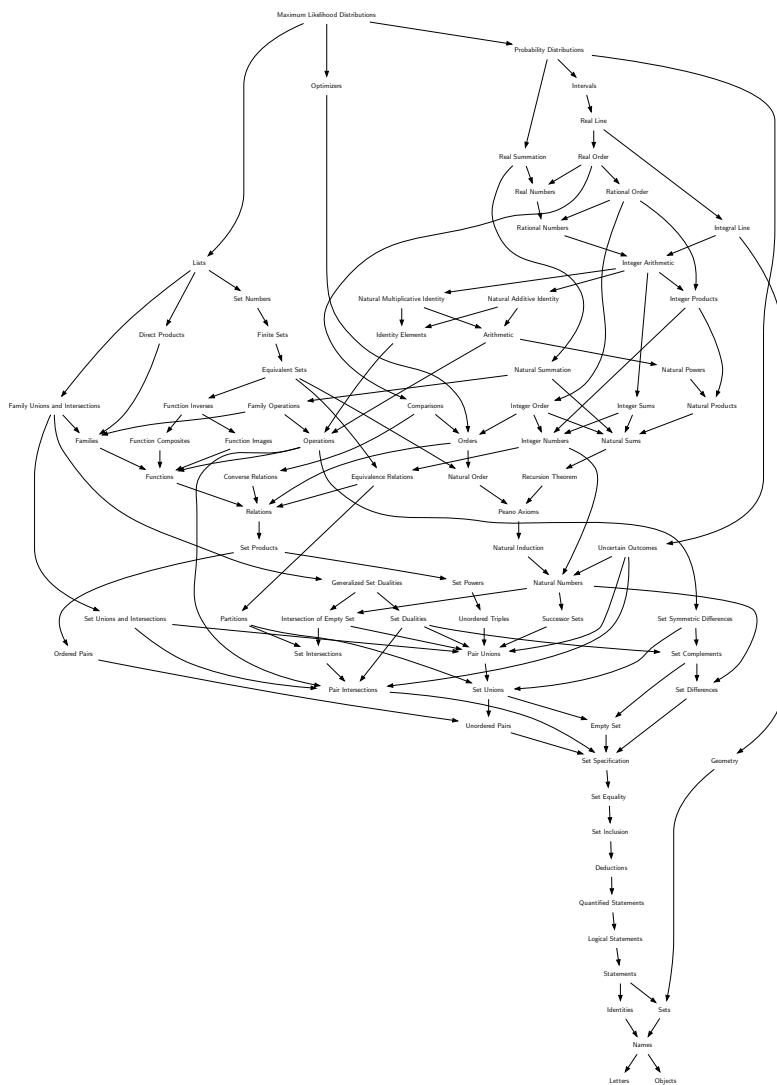 Maximum Likelihood Distributions
Probability Distributions
Optimizers
Intervals
Real Line
Real Summation
Real Order
Real Numbers
Rational Order
Rational Numbers
Integral Line
Lists
Integer Arithmetic
Set Numbers
Natural Multiplicative Identity
Natural Additive Identity
Integer Products
Direct Products
Finite Sets
Identity Elements
Arithmetic
Equivalent Sets
Natural Summation
Natural Powers
Family Unions and Intersections
Function Inverses
Family Operations
Comparisons
Integer Order
Integer Sums
Natural Products
Families
Function Composites
Function Images
Operations
Orders
Integer Numbers
Natural Sums
Functions
Converse Relations
Equivalence Relations
Natural Order
Recursion Theorem
Relations
Peano Axioms
Set Products
Natural Induction
Uncertain Outcomes
Generalized Set Dualities
Set Powers
Natural Numbers
Set Unions and Intersections
Partitions
Intersection of Empty Set
Set Dualities
Unordered Triples
Successor Sets
Set Symmetric Differences
Ordered Pairs
Set Intersections
Pair Unions
Set Complements
Pair Intersections
Set Unions
Set Differences
Unordered Pairs
Empty Set
Set Specification
Geometry
Set Equality
Set Inclusion
Deductions
Quantified Statements
Logical Statements
Statements
Identities
Sets
Names
Letters
Objects